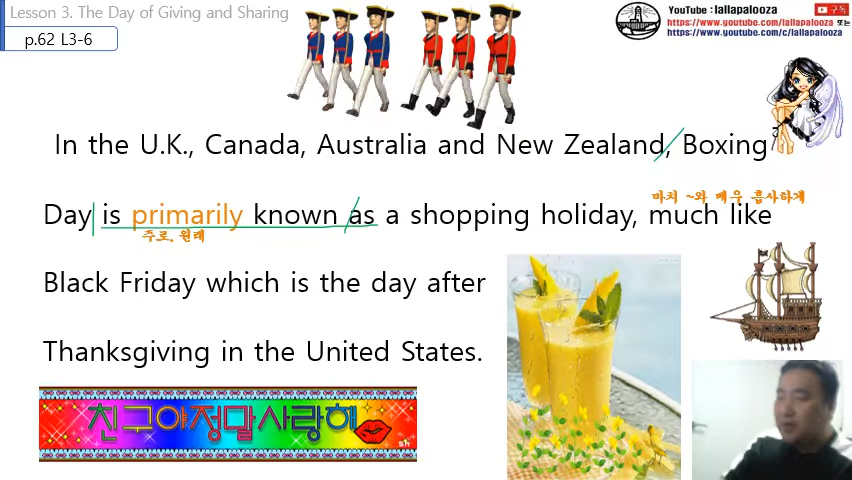 Lesson 3. The Day of Giving and Sharing
p.62 L3-6
YouTube : lallapalooza 구독
https://www.youtube.com/lallapalooza 또는
https://www.youtube.com/c/lallapalooza
In the U.K., Canada, Australia and New Zealand, Boxing
마치 ~와 매우 흡사하게
Day is primarily known as a shopping holiday, much like
주로, 원래
Black Friday which is the day after
Thanksgiving in the United States.
친구야정말사랑해
sh